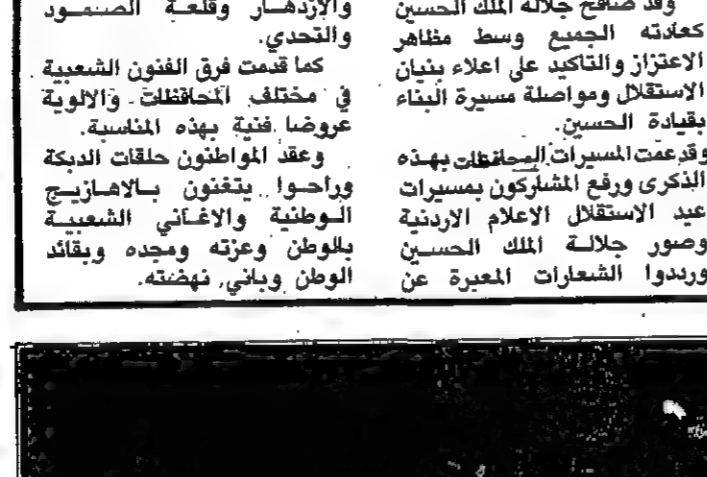 وقد صافح جلالة الملك الحسين
كعادته الجميع وسط مظاهر
الاعتزاز والتاكيد على اعلاء بنيان
الاستقلال ومواصلة مسيرة البناء
بقيادة الحسين.
وقد عمت المسيرات المحافظات بهذه
الذكرى ورفع المشاركون بمسيرات
عيد الاستقلال الاعلام الاردنية
وصور جلالة الملك الحسين
ورددوا الشعارات المعبرة عن
والازدهار وقلعة الصمود
والتحدي.
كما قدمت فرق الفنون الشعبية
في مختلف المحافظات والالوية
عروضا فنية بهذه المناسبة.
وعقد المواطنون حلقات الدبكة
وراحوا يتغنون بالاهازيج
الوطنية والاغاني الشعبية
بالوطن وعزته ومجده وبقائد
الوطن وباني نهضته.